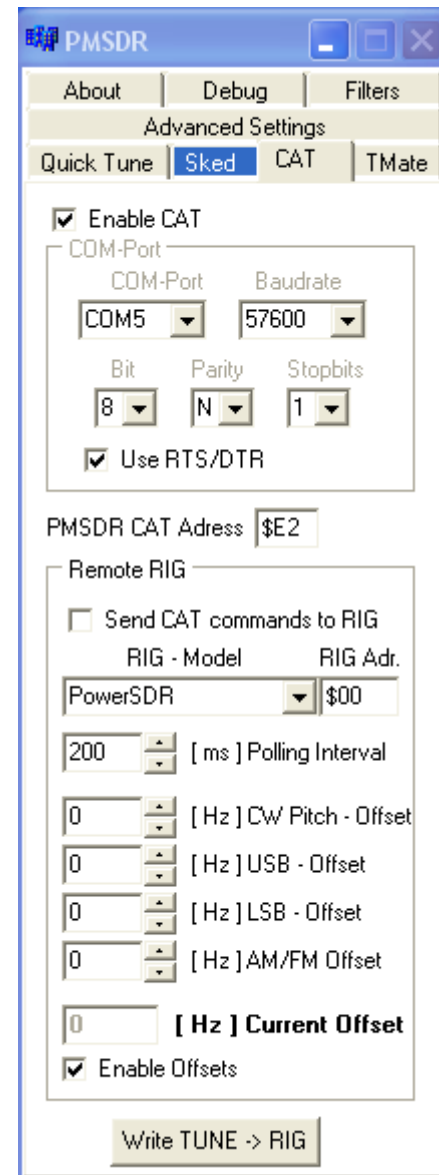 PMSDR
About Debug Filters
Advanced Settings
Quick Tune Sked CAT TMate
Enable CAT
COM-Port
COM-Port Baudrate
COM5 57600
Bit Parity Stopbits
8 N 1
Use RTS/DTR
PMSDR CAT Adress $E2
Remote RIG
Send CAT commands to RIG
RIG - Model RIG Adr.
PowerSDR $00
200 [ ms ] Polling Interval
0 [ Hz ] CW Pitch - Offset
0 [ Hz ] USB - Offset
0 [ Hz ] LSB - Offset
0 [ Hz ] AM/FM Offset
0 [ Hz ] Current Offset
Enable Offsets
Write TUNE -> RIG